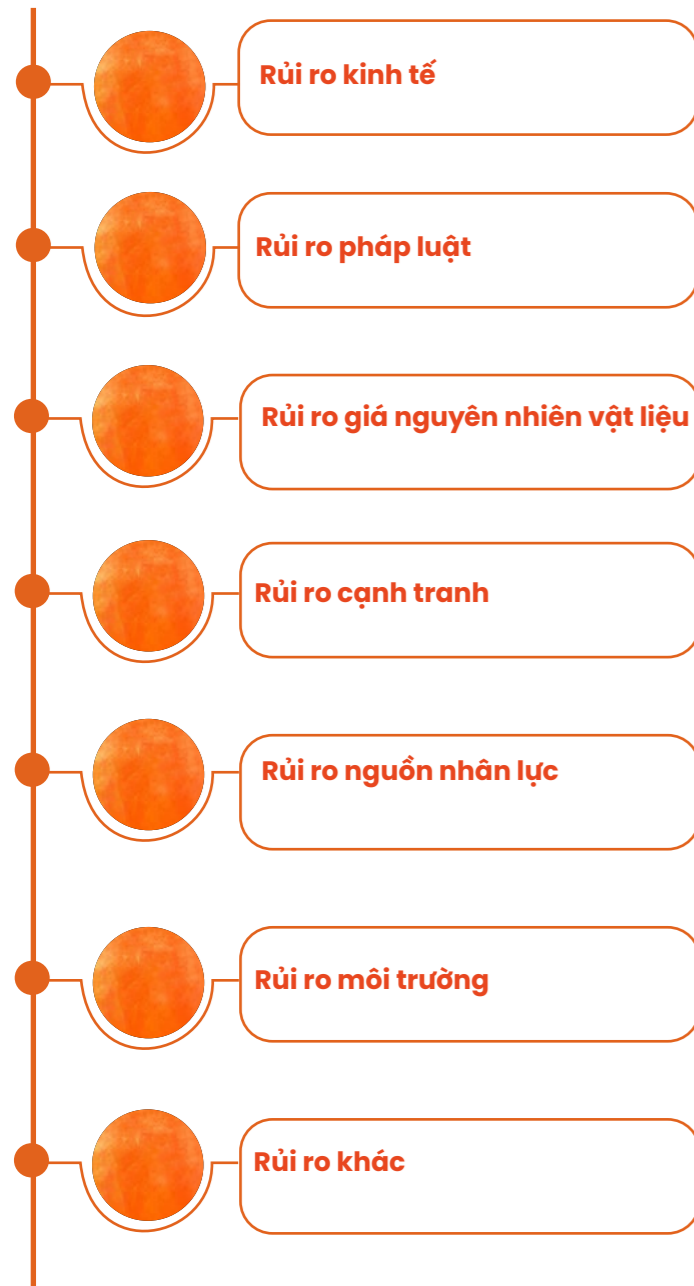 Rủi ro kinh tế
Rủi ro pháp luật
Rủi ro giá nguyên nhiên vật liệu
Rủi ro cạnh tranh
Rủi ro nguồn nhân lực
Rủi ro môi trường
Rủi ro khác